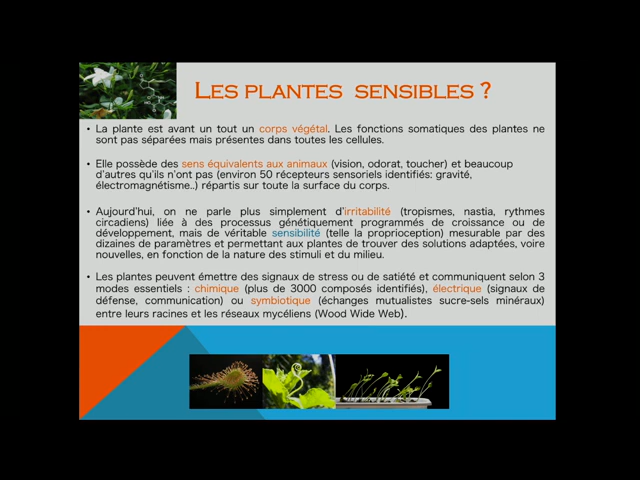 LES PLANTES SENSIBLES ?
• La plante est avant un tout un corps végétal. Les fonctions somatiques des plantes ne
sont pas séparées mais présentes dans toutes les cellules.
• Elle possède des sens équivalents aux animaux (vision, odorat, toucher) et beaucoup
d'autres qu'ils n'ont pas (environ 50 récepteurs sensoriels identifiés: gravité,
électromagnétisme..) répartis sur toute la surface du corps.
• Aujourd'hui, on ne parle plus simplement d'irritabilité (tropismes, nastia, rythmes
circadiens) liée à des processus génétiquement programmés de croissance ou de
développement, mais de véritable sensibilité (telle la proprioception) mesurable par des
dizaines de paramètres et permettant aux plantes de trouver des solutions adaptées, voire
nouvelles, en fonction de la nature des stimuli et du milieu.
• Les plantes peuvent émettre des signaux de stress ou de satiété et communiquent selon 3
modes essentiels : chimique (plus de 3000 composés identifiés), électrique (signaux de
défense, communication) ou symbiotique (échanges mutualistes sucre-sels minéraux)
entre leurs racines et les réseaux mycéliens (Wood Wide Web).